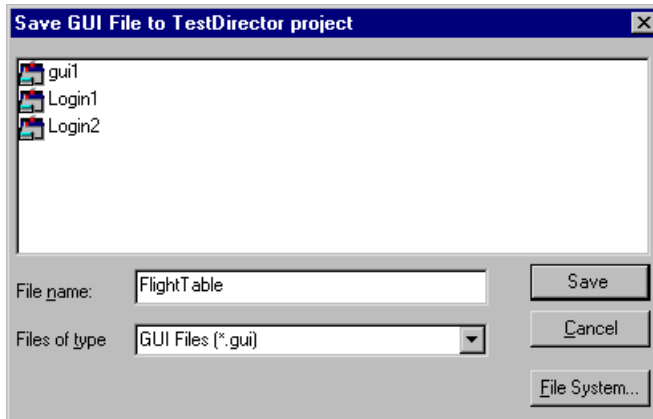 Save GUI File to TestDirector project
gui1
Login1
Login2
File name:
FlightTable
Save
Files of type
GUI Files (*.gui)
Cancel
File System...